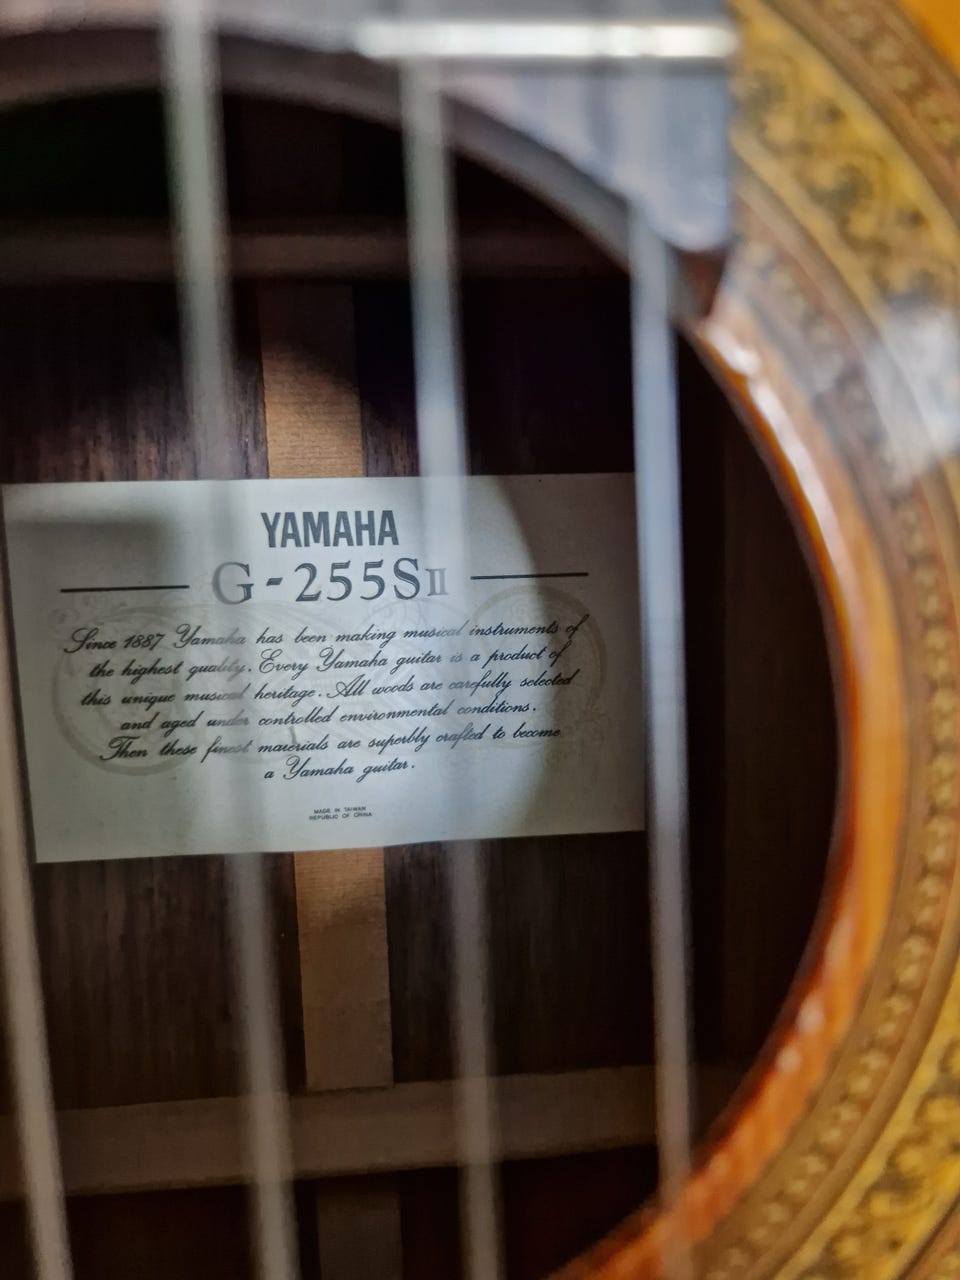 YAMAHA
G-255SII
Since 1887 Yamaha has been making musical instruments of
the highest quality. Every Yamaha guitar is a product of
this unique musical heritage. All woods are carefully selected
and aged under controlled environmental conditions.
Then these finest materials are superbly crafted to become
a Yamaha guitar.
MADE IN TAIWAN
REPUBLIC OF CHINA